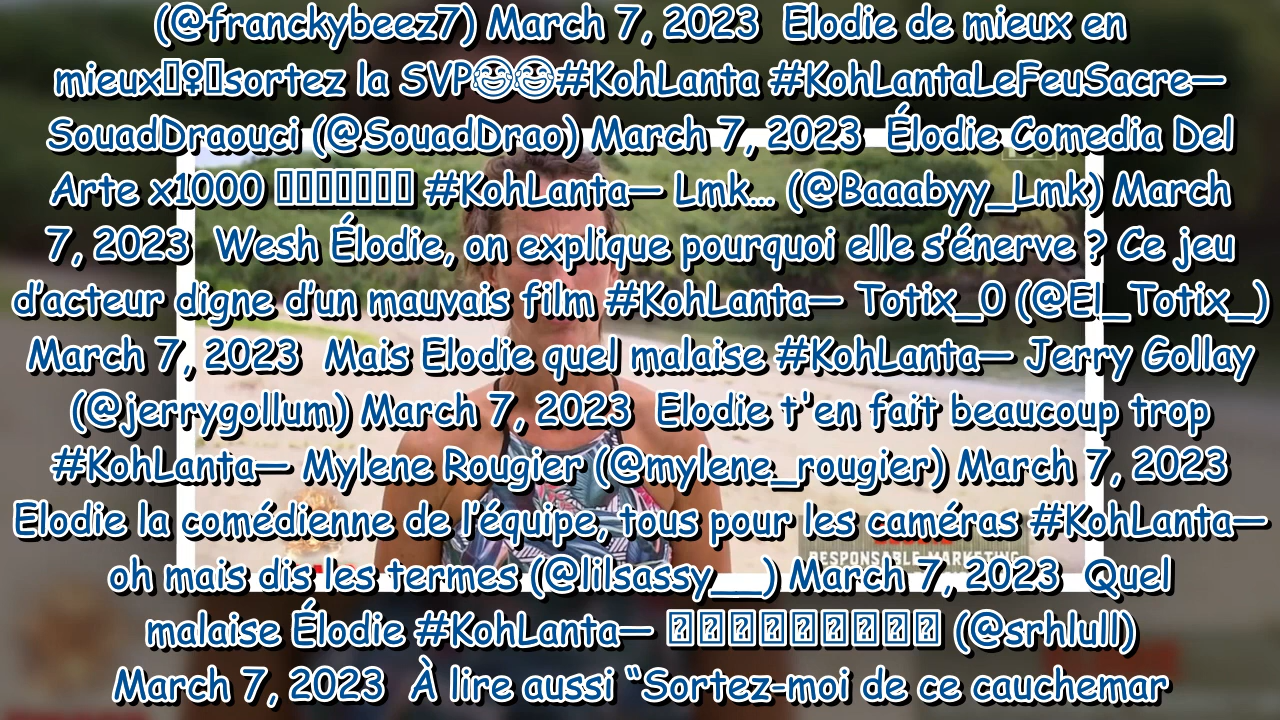 (@franckybeez7) March 7, 2023 Elodie de mieux en
mieux♀sortez la SVP😂😂#KohLanta #KohLantaLeFeuSacre—
SouadDraouci (@SouadDrao) March 7, 2023 Élodie Comedia Del
Arte x1000 #KohLanta— Lmk... (@Baaabyy_Lmk) March
7, 2023 Wesh Élodie, on explique pourquoi elle s'énerve ? Ce jeu
d'acteur digne d'un mauvais film #KohLanta— Totix_0 (@El_Totix_)
March 7, 2023 Mais Elodie quel malaise #KohLanta— Jerry Gollay
(@jerrygollum) March 7, 2023 Elodie t'en fait beaucoup trop
#KohLanta— Mylene Rougier (@mylene_rougier) March 7, 2023
Elodie la comédienne de l'équipe, tous pour les caméras #KohLanta—
oh mais dis les termes (@lilsassy__) March 7, 2023 Quel
malaise Élodie #KohLanta— (@srhlull)
March 7, 2023 À lire aussi “Sortez-moi de ce cauchemar
RESPONSABLE MARKETING